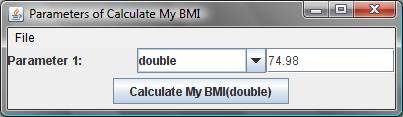 Parameters of Calculate My BMI
File
Parameter 1: double 74.98
Calculate My BMI(double)